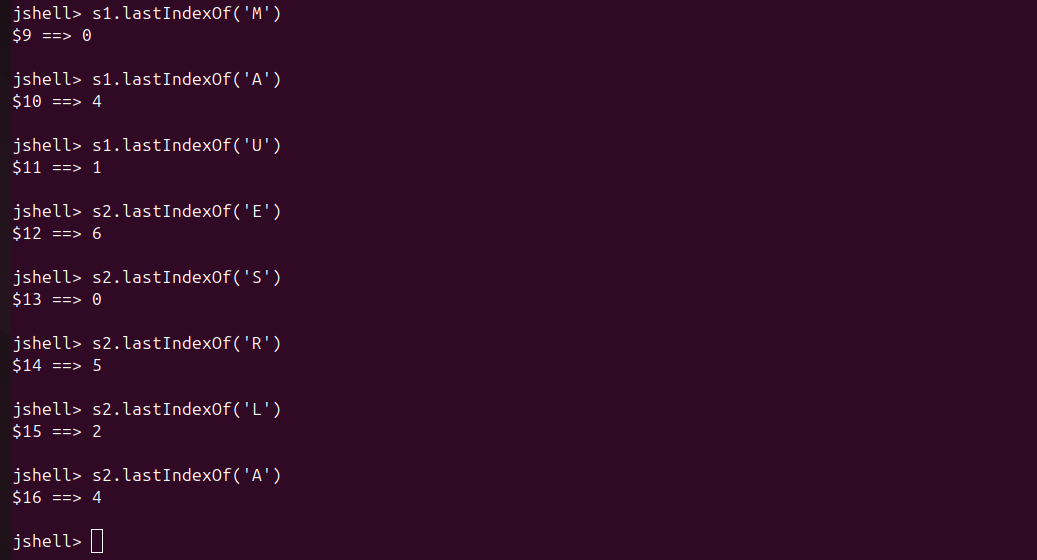 jshell> s1.lastIndexOf('M')
$9 ==> 0
jshell> s1.lastIndexOf('A')
$10 ==> 4
jshell> s1.lastIndexOf('U')
$11 ==> 1
jshell> s2.lastIndexOf('E')
$12 ==> 6
jshell> s2.lastIndexOf('S')
$13 ==> 0
jshell> s2.lastIndexOf('R')
$14 ==> 5
jshell> s2.lastIndexOf('L')
$15 ==> 2
jshell> s2.lastIndexOf('A')
$16 ==> 4
jshell>